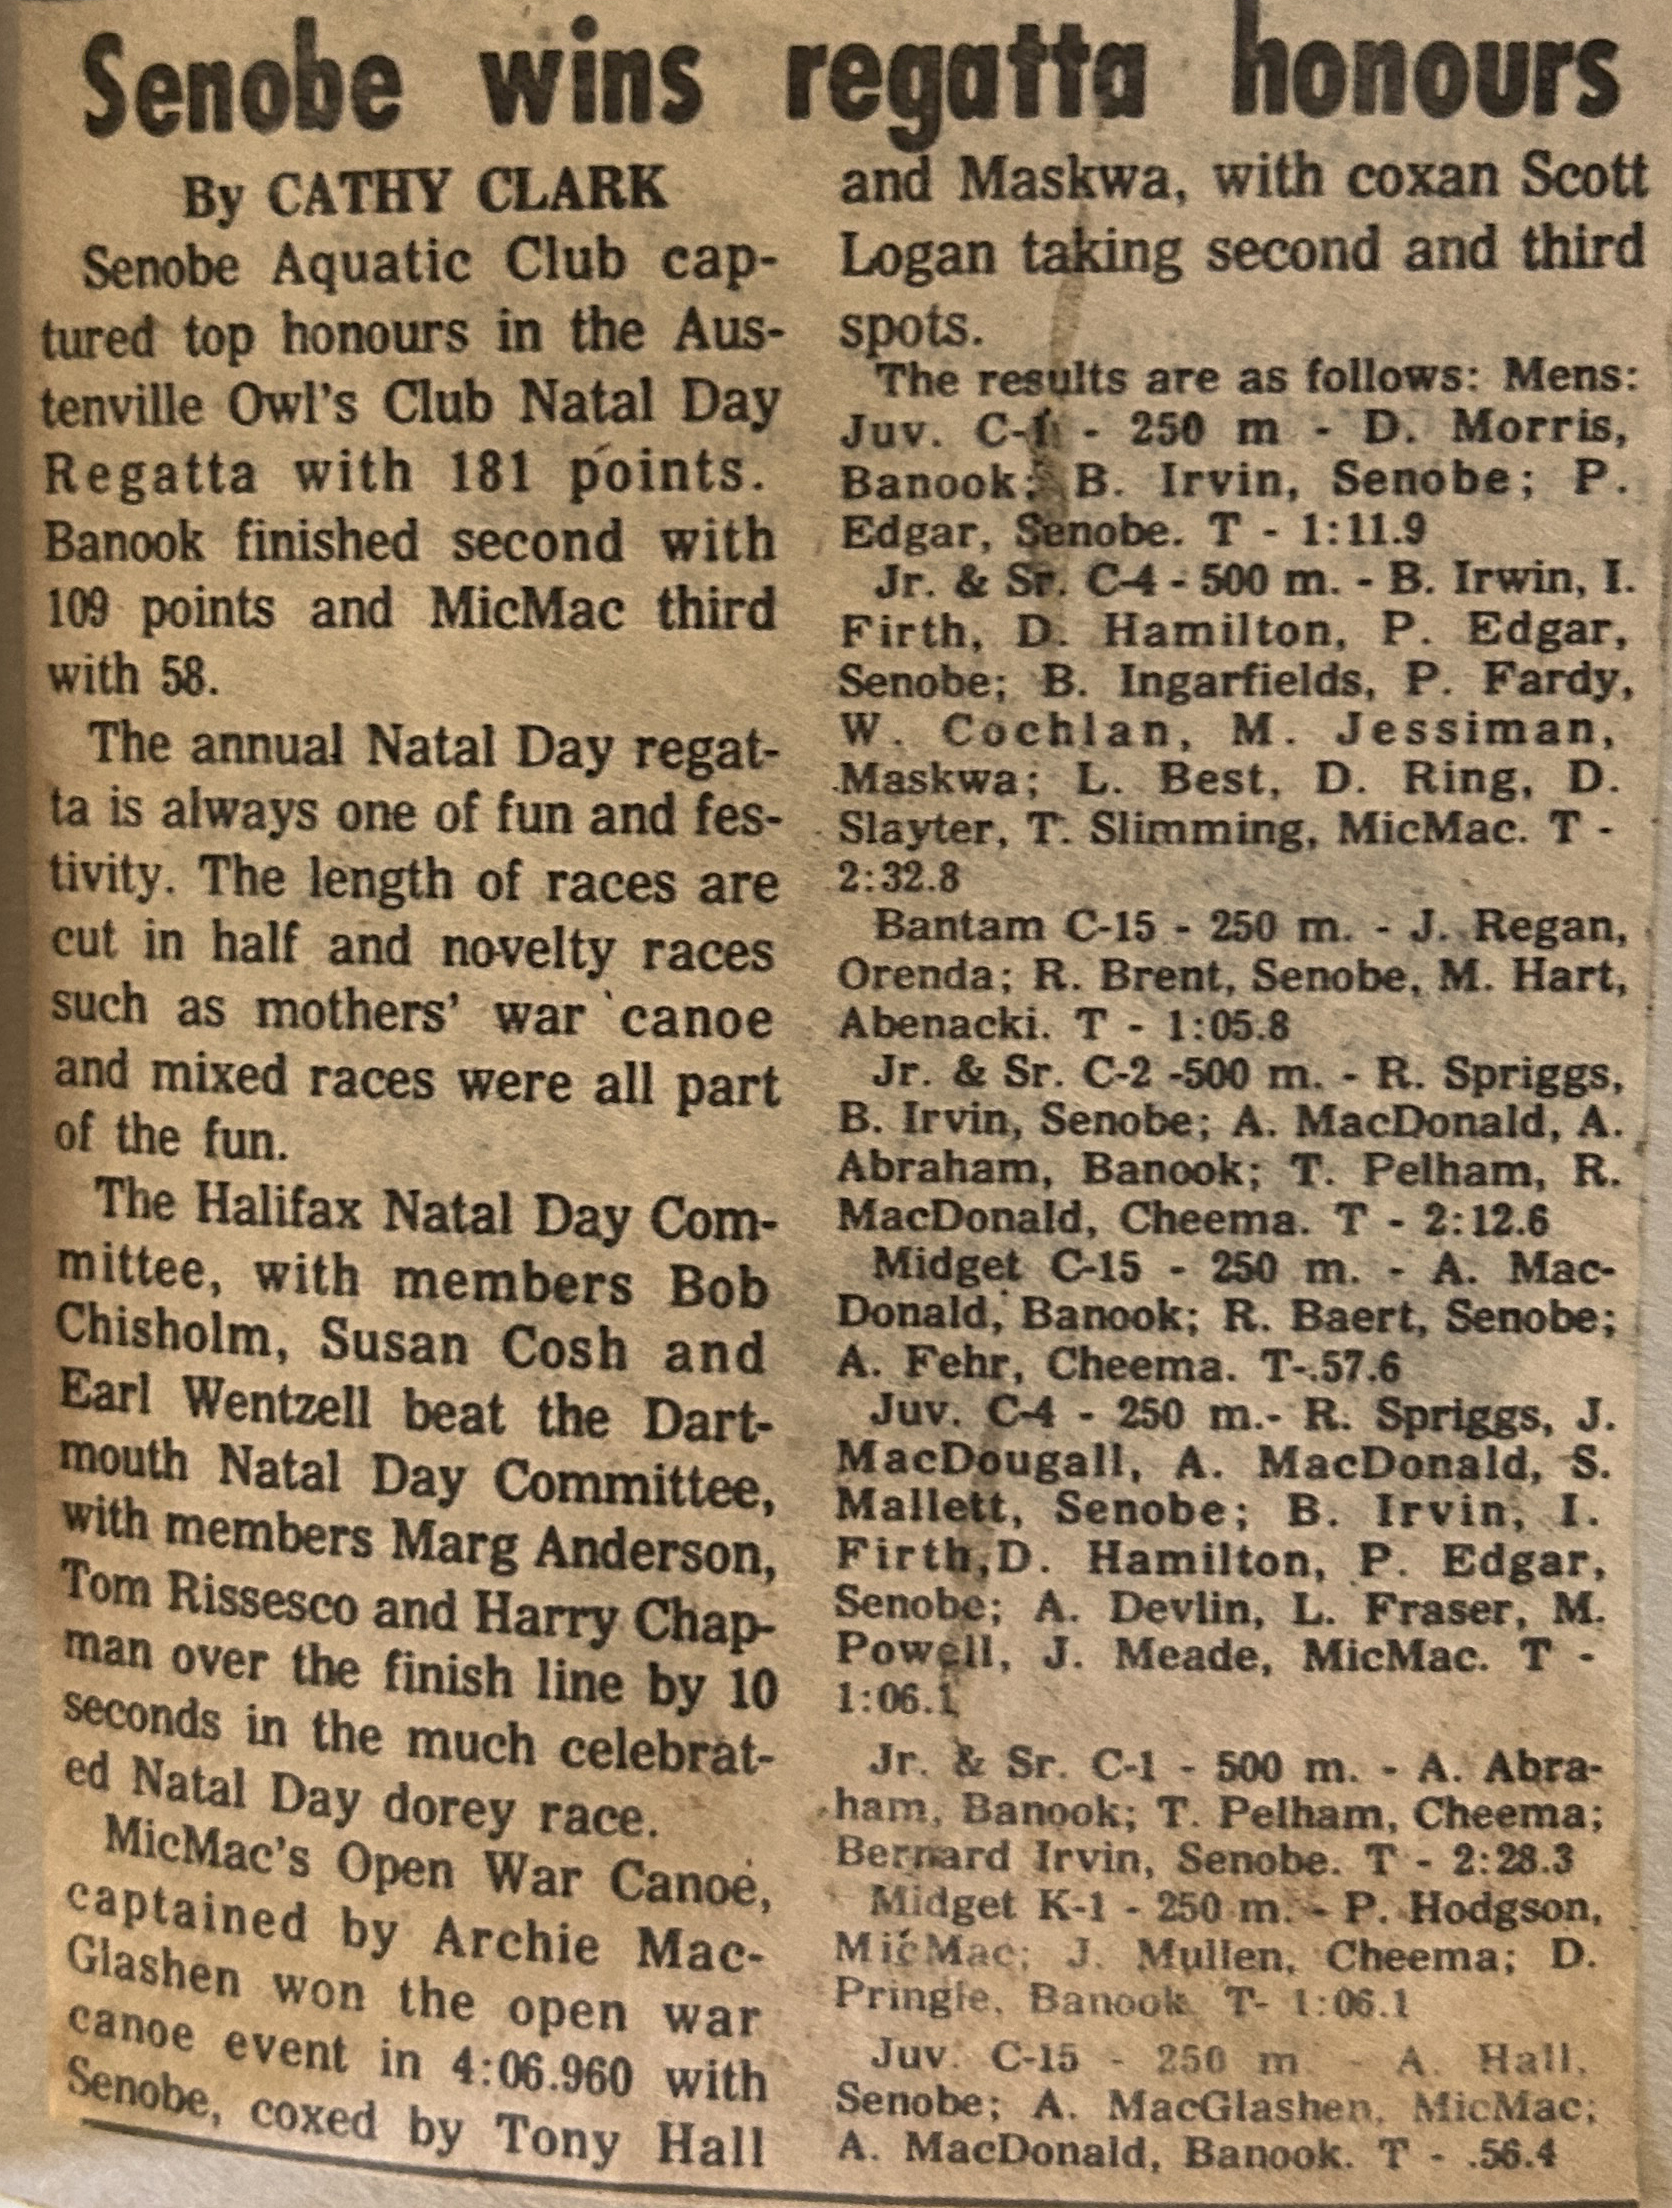 Senobe wins regatta honours
By CATHY CLARK
Senobe Aquatic Club cap-
tured top honours in the Aus-
tenville Owl's Club Natal Day
Regatta with 181 points.
Banook finished second with
109 points and MicMac third
with 58.
The annual Natal Day regat-
ta is always one of fun and fes-
tivity. The length of races are
cut in half and novelty races
such as mothers' war canoe
and mixed races were all part
of the fun.
The Halifax Natal Day Com-
mittee, with members Bob
Chisholm, Susan Cosh and
Earl Wentzell beat the Dart-
mouth Natal Day Committee,
with members Marg Anderson,
Tom Rissesco and Harry Chap-
man over the finish line by 10
seconds in the much celebrat-
ed Natal Day dorey race.
MicMac's Open War Canoe,
captained by Archie Mac-
Glashen won the open war
canoe event in 4:06.960 with
Senobe, coxed by Tony Hall
and Maskwa, with coxan Scott
Logan taking second and third
spots.
The results are as follows: Mens:
Juv. C-1 - 250 m - D. Morris,
Banook; B. Irvin, Senobe; P.
Edgar, Senobe. T - 1:11.9
Jr. & Sr. C-4 - 500 m. - B. Irwin, I.
Firth, D. Hamilton, P. Edgar,
Senobe; B. Ingarfields, P. Fardy,
W. Cochlan, M. Jessiman,
Maskwa; L. Best, D. Ring, D.
Slayter, T. Slimming, MicMac. T -
2:32.8
Bantam C-15 - 250 m. - J. Regan,
Orenda; R. Brent, Senobe, M. Hart,
Abenacki. T - 1:05.8
Jr. & Sr. C-2 -500 m. - R. Spriggs,
B. Irvin, Senobe; A. MacDonald, A.
Abraham, Banook; T. Pelham, R.
MacDonald, Cheema. T - 2:12.6
Midget C-15 - 250 m. - A. Mac-
Donald, Banook; R. Baert, Senobe;
A. Fehr, Cheema. T-.57.6
Juv. C-4 - 250 m.- R. Spriggs, J.
MacDougall, A. MacDonald, S.
Mallett, Senobe; B. Irvin, I.
Firth,D. Hamilton, P. Edgar,
Senobe; A. Devlin, L. Fraser, M.
Powell, J. Meade, MicMac. T -
1:06.1
Jr. & Sr. C-1 - 500 m. - A. Abra-
ham, Banook; T. Pelham, Cheema;
Bernard Irvin, Senobe. T - 2:28.3
Midget K-1 - 250 m. - P. Hodgson,
MicMac; J. Mullen, Cheema; D.
Pringle, Banook. T- 1:06.1
Juv. C-15 - 250 m - A. Hall,
Senobe; A. MacGlashen, MicMac;
A. MacDonald, Banook. T - .56.4